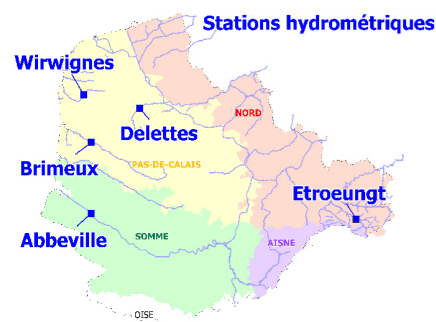 Stations hydrométriques
Wirwignes
NORD
Delettes
PAS-DE-CALAIS
Brimeux
Etroeungt
Abbeville
SOMME
AISNE
OISE